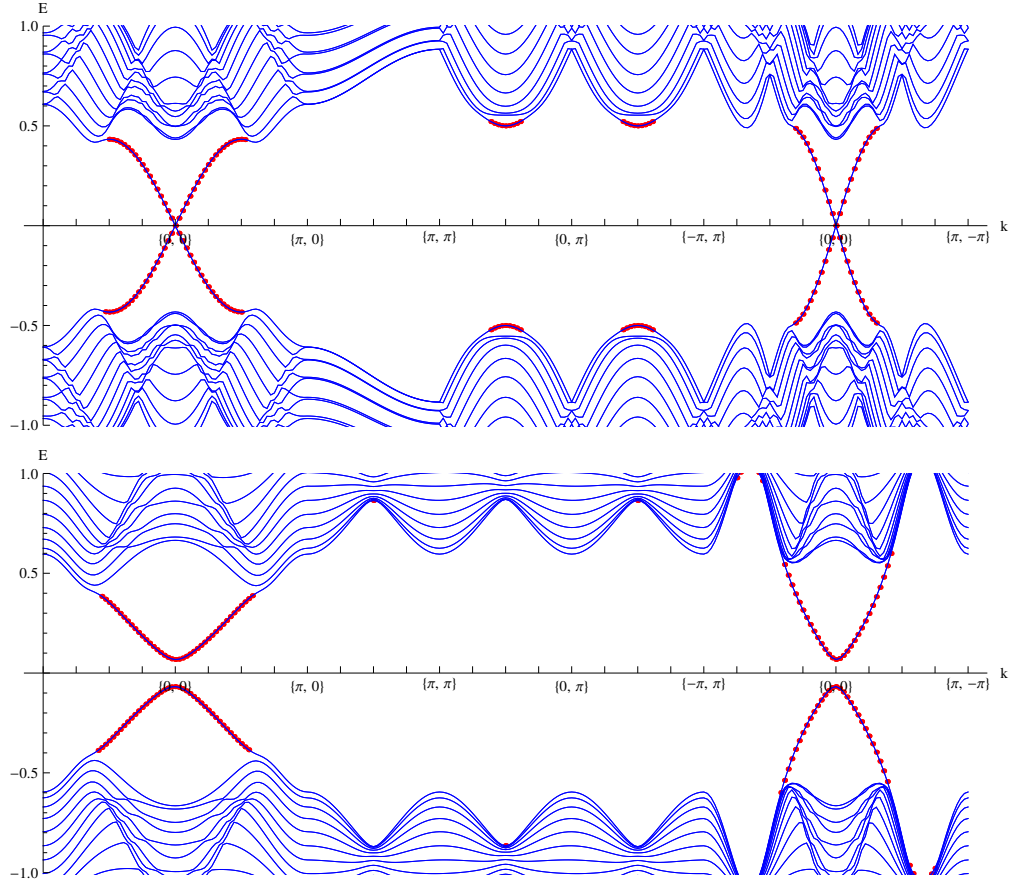 E
1.0
0.5
k
{0, 0}
{π, 0}
{π, π}
{0, π}
{-π, π}
{0, 0}
{π, -π}
-0.5
-1.0
E
1.0
0.5
k
{0, 0}
{π, 0}
{π, π}
{0, π}
{-π, π}
{0, 0}
{π, -π}
-0.5
-1.0